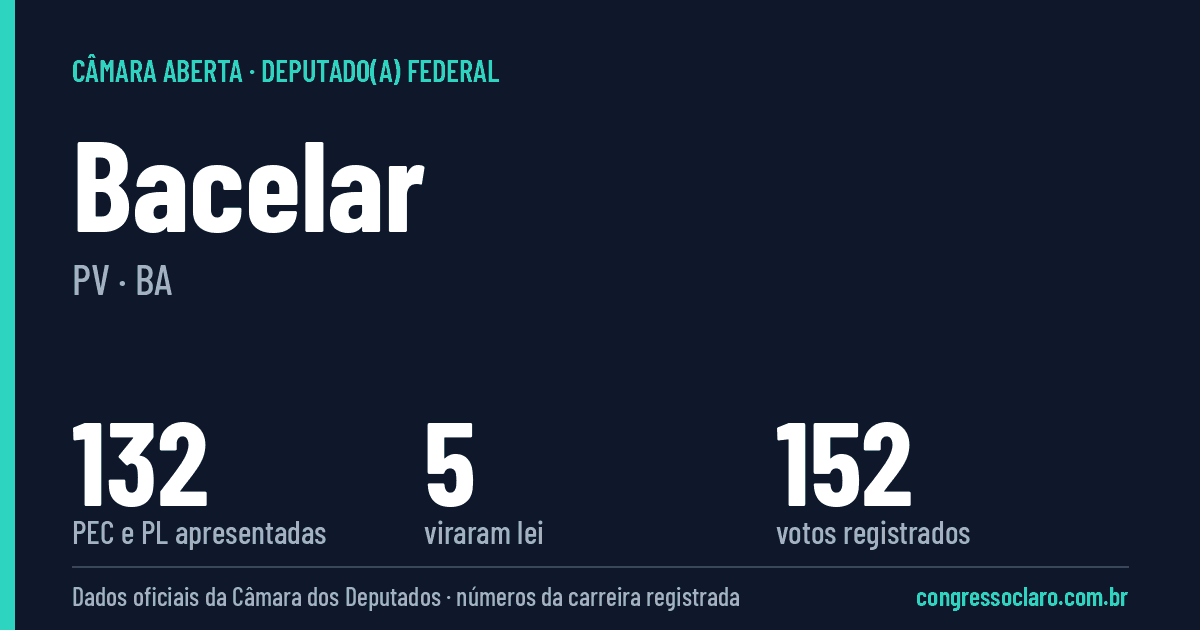 CÂMARA ABERTA · DEPUTADO(A) FEDERAL
Bacelar
PV · BA
132 5 152
PEC e PL apresentadas viraram lei votos registrados
Dados oficiais da Câmara dos Deputados · números da carreira registrada congressoclaro.com.br